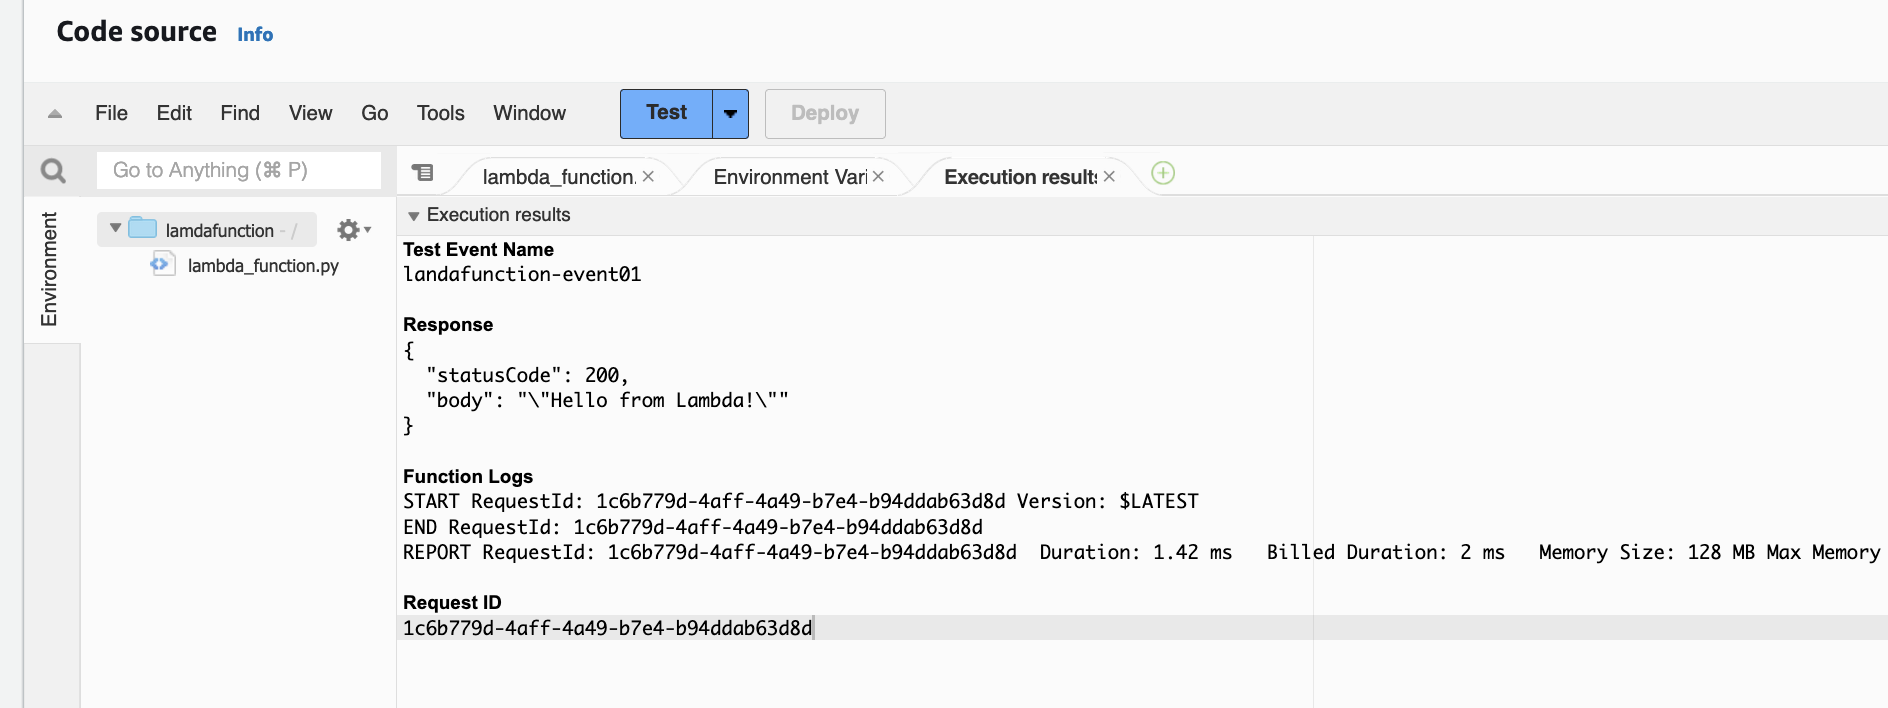 Code source Info
File Edit Find View Go Tools Window Test Deploy
Go to Anything (⌘ P)
lambda_function. × Environment Vari × Execution results ×
Environment
lamdafunction - /
lambda_function.py
Execution results
Test Event Name
landafunction-event01
Response
{
"statusCode": 200,
"body": "\"Hello from Lambda!\""
}
Function Logs
START RequestId: 1c6b779d-4aff-4a49-b7e4-b94ddab63d8d Version: $LATEST
END RequestId: 1c6b779d-4aff-4a49-b7e4-b94ddab63d8d
REPORT RequestId: 1c6b779d-4aff-4a49-b7e4-b94ddab63d8d Duration: 1.42 ms Billed Duration: 2 ms Memory Size: 128 MB Max Memory
Request ID
1c6b779d-4aff-4a49-b7e4-b94ddab63d8d